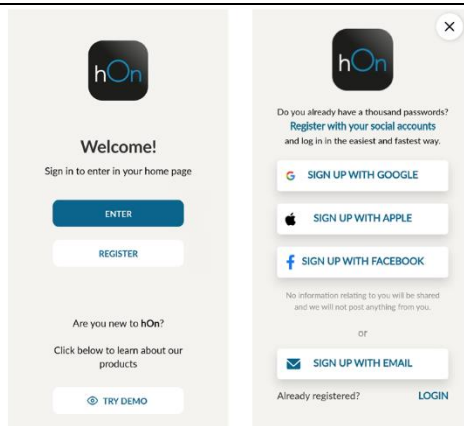 hOn
Welcome!
Sign in to enter in your home page
ENTER
REGISTER
Are you new to hOn?
Click below to learn about our
products
TRY DEMO
hOn
Do you already have a thousand passwords?
Register with your social accounts
and log in in the easiest and fastest way.
SIGN UP WITH GOOGLE
SIGN UP WITH APPLE
SIGN UP WITH FACEBOOK
No information relating to you will be shared
and we will not post anything from you.
or
SIGN UP WITH EMAIL
Already registered? LOGIN